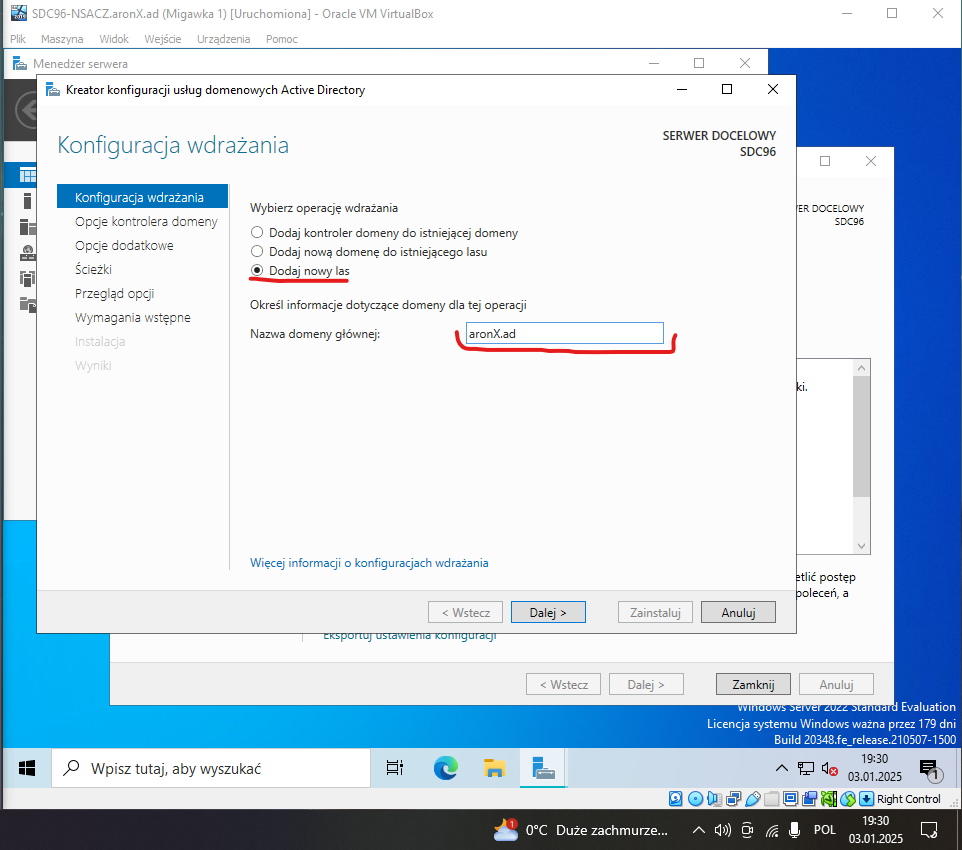 SDC96-NSACZ.aronX.ad (Migawka 1) [Uruchomiona] - Oracle VM VirtualBox
Plik Maszyna Widok Wejście Urządzenia Pomoc
Menedżer serwera
Kreator konfiguracji usług domenowych Active Directory
Konfiguracja wdrażania
SERWER DOCELOWY
SDC96
Konfiguracja wdrażania
Opcje kontrolera domeny
Opcje dodatkowe
Ścieżki
Przegląd opcji
Wymagania wstępne
Instalacja
Wyniki
Wybierz operację wdrażania
Dodaj kontroler domeny do istniejącej domeny
Dodaj nową domenę do istniejącego lasu
Dodaj nowy las
Określ informacje dotyczące domeny dla tej operacji
Nazwa domeny głównej: aronX.ad
Więcej informacji o konfiguracjach wdrażania
< Wstecz Dalej > Zainstaluj Anuluj
ER DOCELOWY
SDC96
ki.
etlić postęp
poleceń, a
Eksportuj ustawienia konfiguracji
< Wstecz Dalej > Zamknij Anuluj
Windows Server 2022 Standard Evaluation
Licencja systemu Windows ważna przez 179 dni
Build 20348.fe_release.210507-1500
Wpisz tutaj, aby wyszukać
19:30
03.01.2025
1
Right Control
1
0°C Duże zachmurze... POL
19:30
03.01.2025